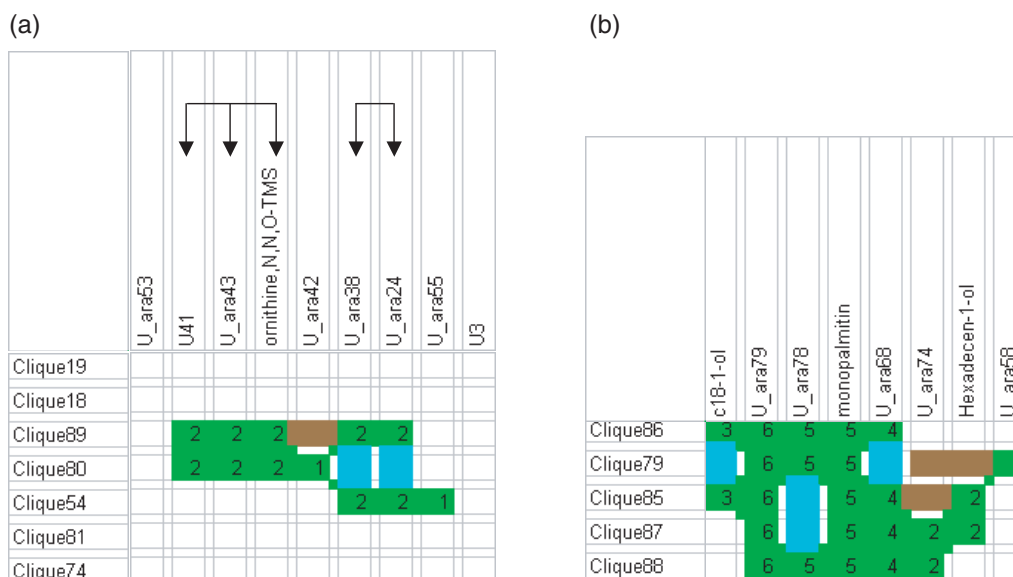 (a)
U_ara53
U41
U_ara43
ornithine,N,N,O-TMS
U_ara42
U_ara38
U_ara24
U_ara55
U3
Clique19
Clique18
Clique89 2 2 2 2 2
Clique80 2 2 2 1
Clique54 2 2 1
Clique81
Clique74
(b)
c18-1-ol
U_ara79
U_ara78
monopalmitin
U_ara68
U_ara74
Hexadecen-1-ol
Clique86 3 6 5 5 4
Clique79 6 5 5
Clique85 3 6 5 4 2
Clique87 6 5 4 2 2
Clique88 6 5 5 4 2